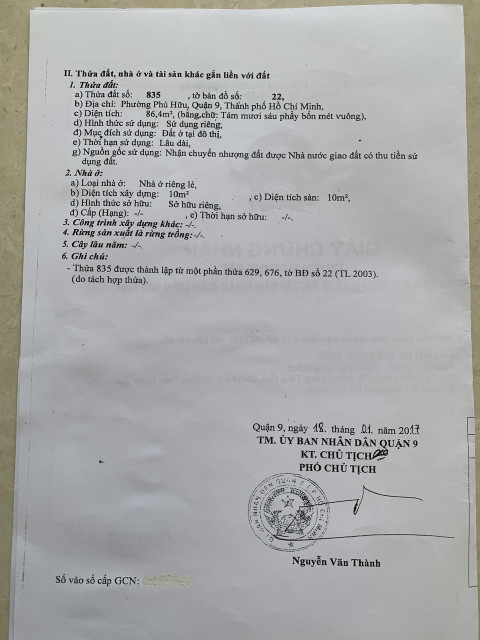 II. Thửa đất, nhà ở và tài sản khác gắn liền với đất
1. Thửa đất:
a) Thửa đất số: 835 , tờ bản đồ số: 22,
b) Địa chỉ: Phường Phú Hữu, Quận 9, Thành phố Hồ Chí Minh,
c) Diện tích: 86,4m², (bằng chữ: Tám mươi sáu phẩy bốn mét vuông),
d) Hình thức sử dụng: Sử dụng riêng,
đ) Mục đích sử dụng: Đất ở tại đô thị,
e) Thời hạn sử dụng: Lâu dài,
g) Nguồn gốc sử dụng: Nhận chuyển nhượng đất được Nhà nước giao đất có thu tiền sử
dụng đất.
2. Nhà ở:
a) Loại nhà ở: Nhà ở riêng lẻ,
b) Diện tích xây dựng: 10m² , c) Diện tích sàn: 10m²,
d) Hình thức sở hữu: Sở hữu riêng,
đ) Cấp (Hạng): -/- , e) Thời hạn sở hữu: -/-.
3. Công trình xây dựng khác: -/-.
4. Rừng sản xuất là rừng trồng: -/-.
5. Cây lâu năm: -/-.
6. Ghi chú:
- Thửa 835 được thành lập từ một phần thửa 629, 676, tờ BĐ số 22 (TL 2003).
(do tách hợp thửa).
Quận 9, ngày 18. tháng 01. năm 2017
TM. ỦY BAN NHÂN DÂN QUẬN 9
KT. CHỦ TỊCH
PHÓ CHỦ TỊCH
Nguyễn Văn Thành
Số vào sổ cấp GCN: